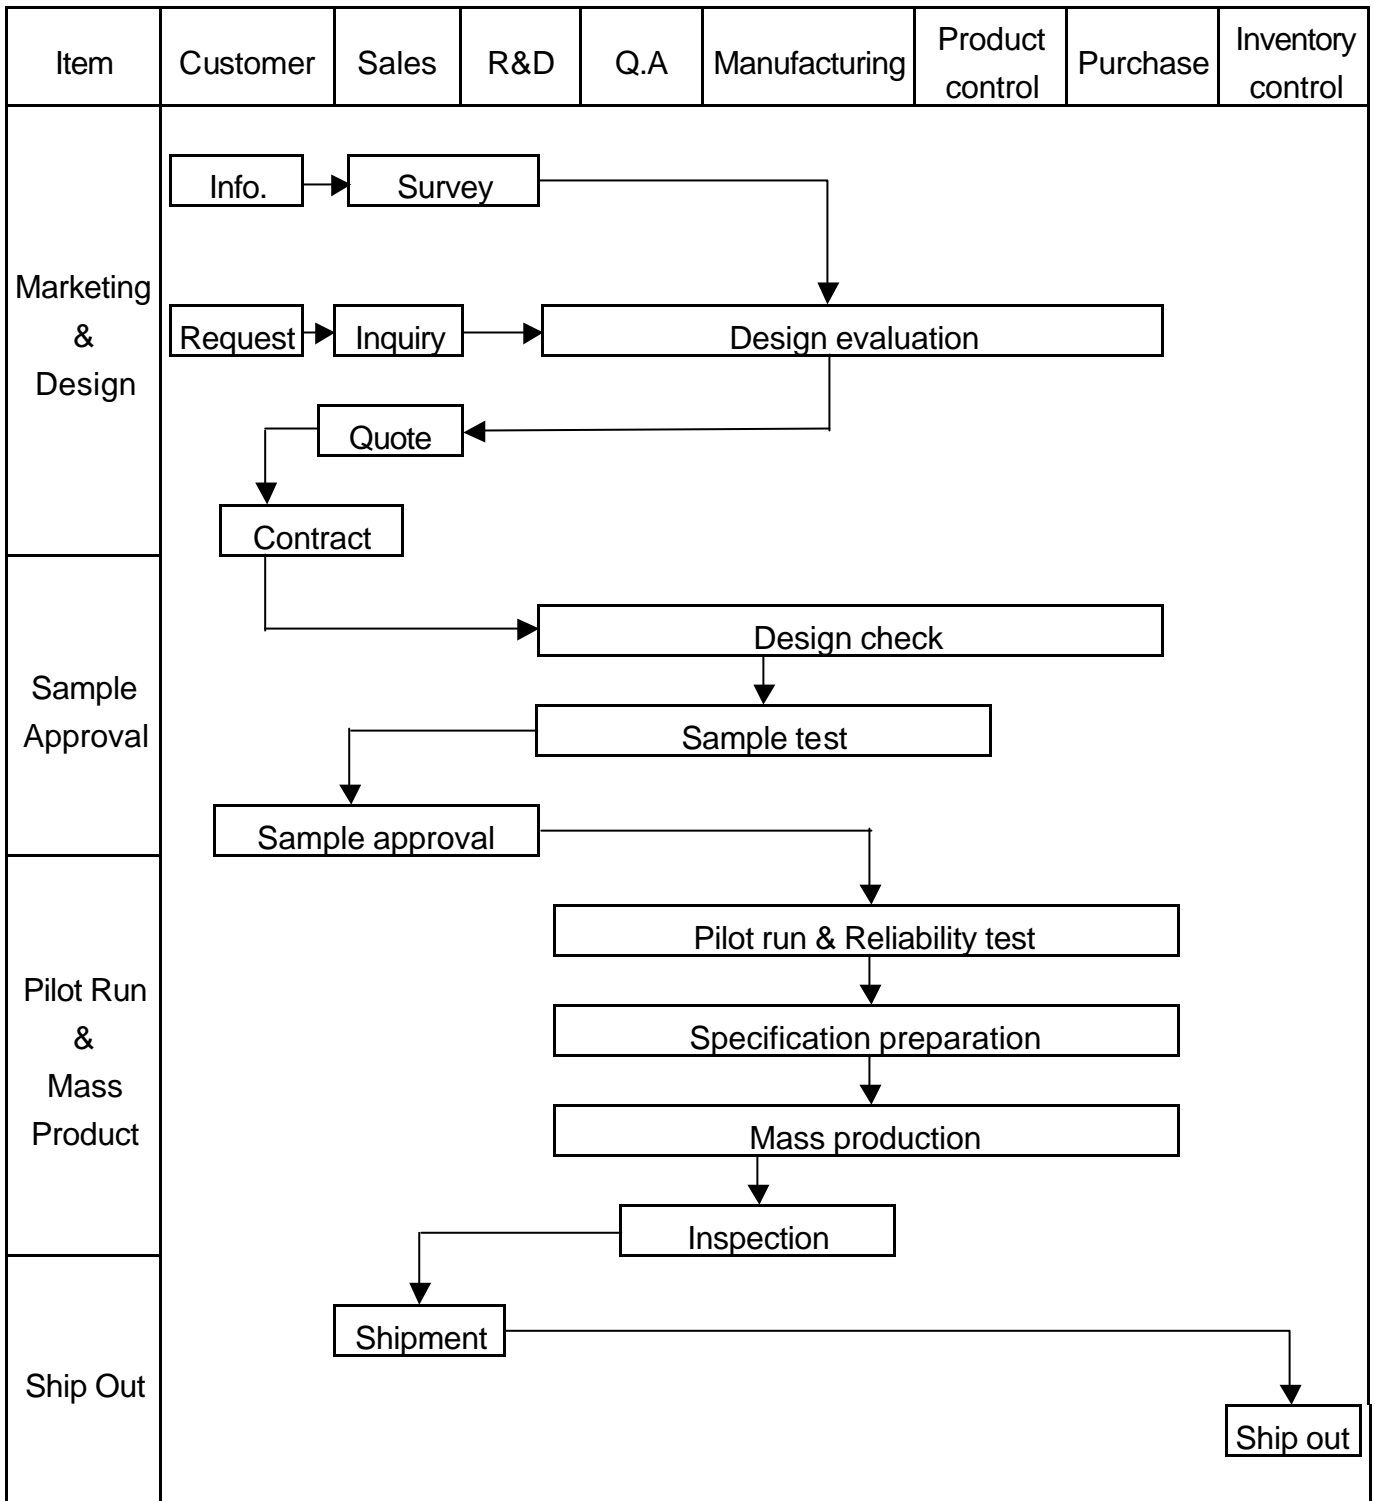 Item
Customer
Sales
R&D
Q.A
Manufacturing
Product
control
Purchase
Inventory
control
Marketing
&
Design
Info.
Survey
Request
Inquiry
Design evaluation
Quote
Contract
Sample
Approval
Design check
Sample test
Sample approval
Pilot Run
&
Mass
Product
Pilot run & Reliability test
Specification preparation
Mass production
Inspection
Ship Out
Shipment
Ship out